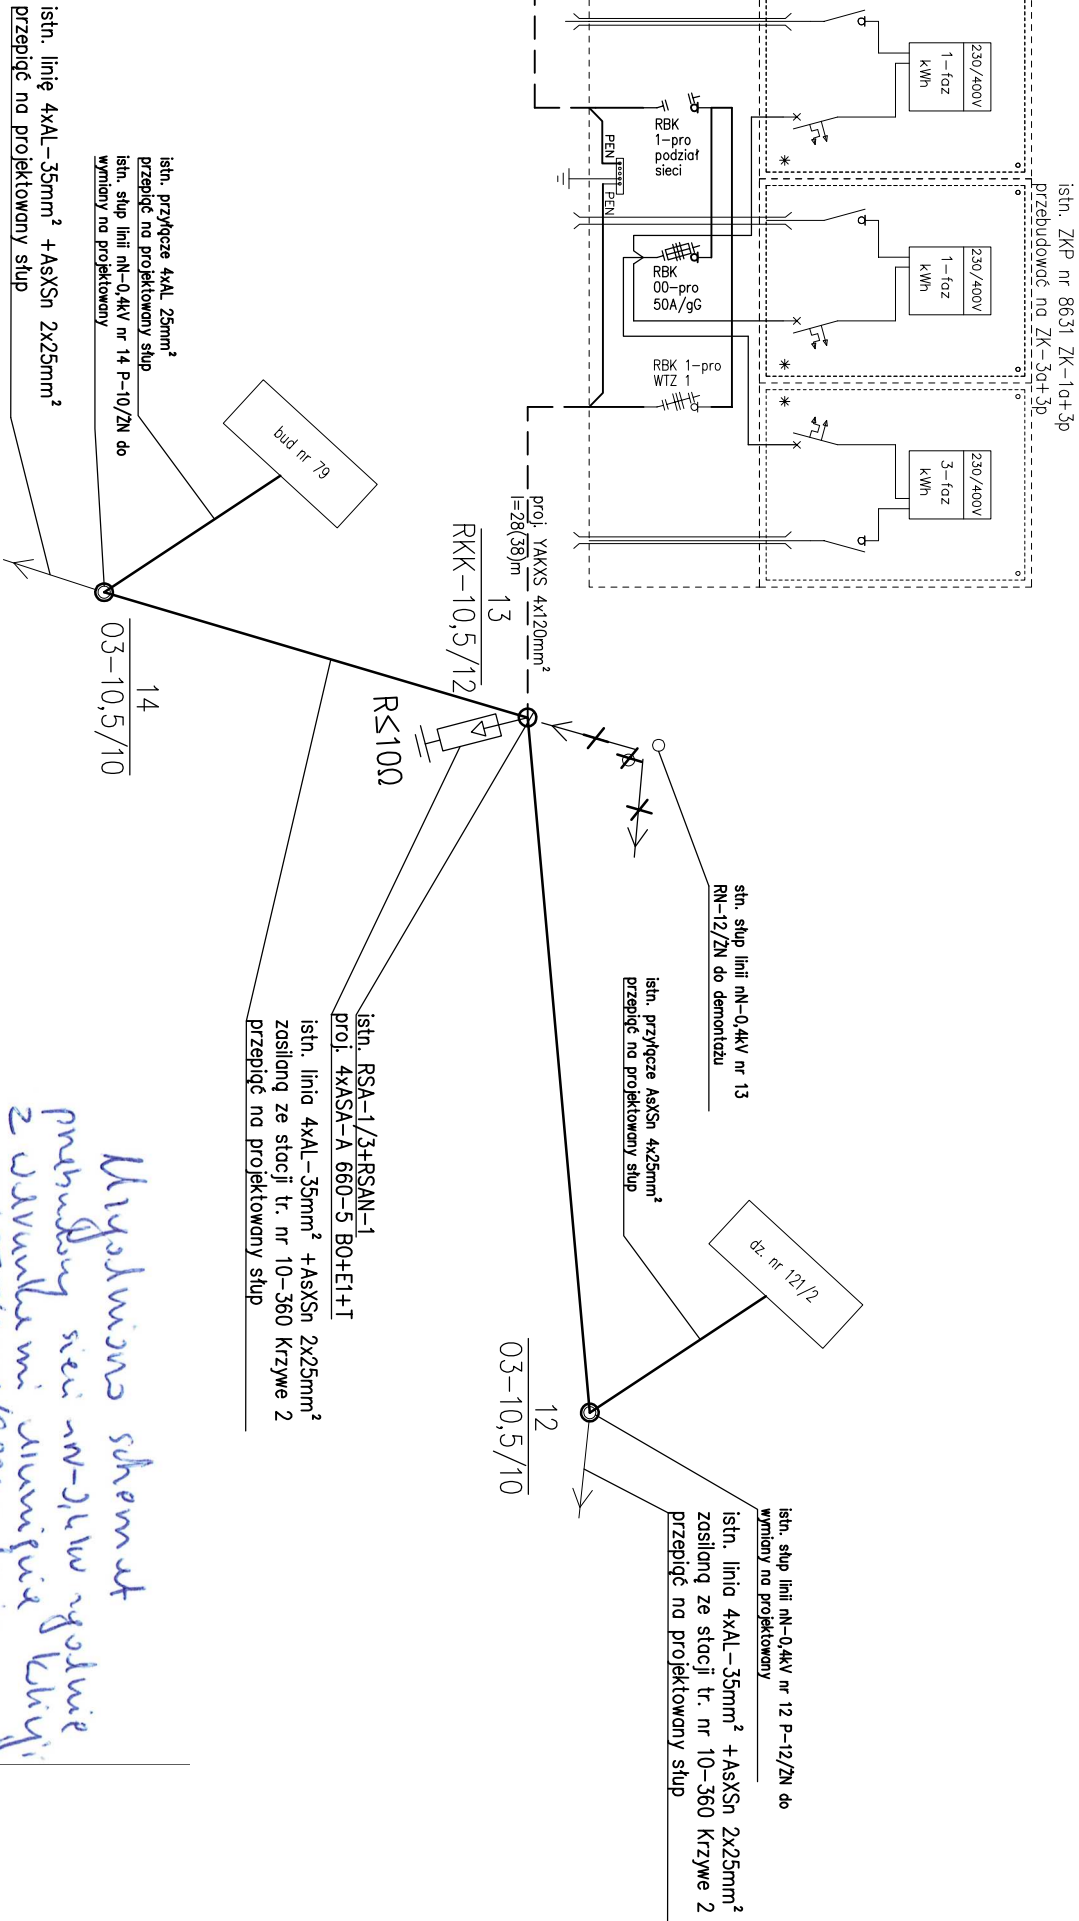 istn. ZKP nr 8631 ZK-1a+3p
przebudować na ZK-3a+3p
230/400V
1-faz
kWh
230/400V
1-faz
kWh
230/400V
3-faz
kWh
*
*
*
RBK
1-pro
podział
sieci
PEN
PEN
RBK
00-pro
50A/gG
RBK 1-pro
WTZ 1
proj. YAKXS 4x120mm²
l=28(38)m
13
RKK-10,5/12
R≤10Ω
stn. słup linii nN-0,4kV nr 13
RN-12/ŻN do demontażu
istn. przyłącze AsXSn 4x25mm²
przepiąć na projektowany słup
dz. nr 121/2
12
O3-10,5/10
istn. słup linii nN-0,4kV nr 12 P-12/ŻN do
wymiany na projektowany
istn. linia 4xAL-35mm² +AsXSn 2x25mm²
zasilaną ze stacji tr. nr 10-360 Krzywe 2
przepiąć na projektowany słup
istn. RSA-1/3+RSAN-1
proj. 4xASA-A 660-5 BO+E1+T
istn. linia 4xAL-35mm² +AsXSn 2x25mm²
zasilaną ze stacji tr. nr 10-360 Krzywe 2
przepiąć na projektowany słup
bud nr 79
istn. przyłącze 4xAL 25mm²
przepiąć na projektowany słup
istn. słup linii nN-0,4kV nr 14 P-10/ŻN do
wymiany na projektowany
14
O3-10,5/10
istn. linię 4xAL-35mm² +AsXSn 2x25mm²
przepiąć na projektowany słup
Uzgodniono schemat
przebudowy sieci nN-0,4kV zgodnie
z warunkami usunięcia kolizji